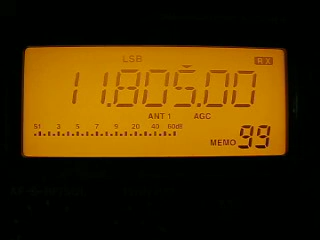 LSB RX
11.805.00
ANT 1 AGC
S1 3 5 7 9 20 40 60dB
MEMO 99